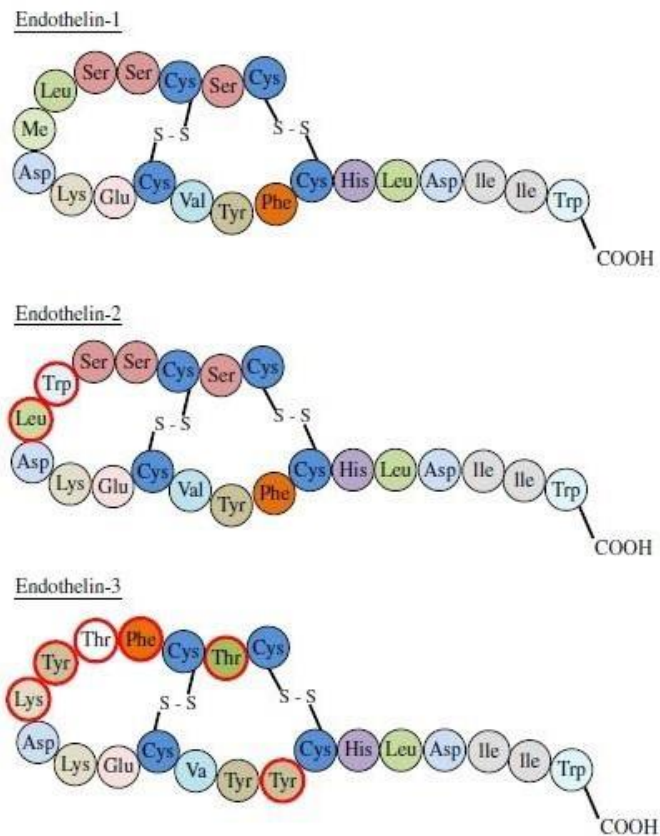 Endothelin-1
Leu Ser Ser Cys Ser Cys
Me
S - S S - S
Asp Lys Glu Cys Val Tyr Phe Cys His Leu Asp Ile Ile Trp
COOH
Endothelin-2
Trp Ser Ser Cys Ser Cys
Leu
S - S S - S
Asp Lys Glu Cys Val Tyr Phe Cys His Leu Asp Ile Ile Trp
COOH
Endothelin-3
Tyr Thr Phe Cys Thr Cys
Lys
S - S S - S
Asp Lys Glu Cys Va Tyr Tyr Cys His Leu Asp Ile Ile Trp
COOH